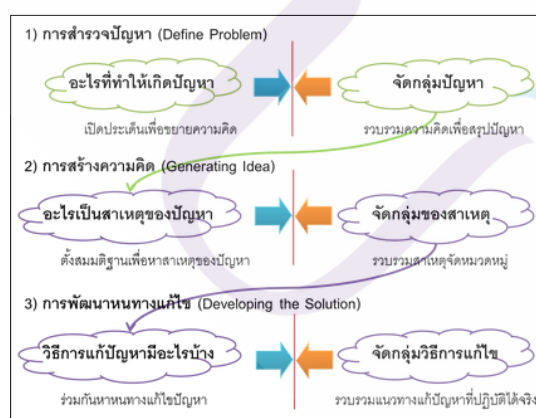 1) การสำรวจปัญหา (Define Problem)
อะไรที่ทำให้เกิดปัญหา
จัดกลุ่มปัญหา
เปิดประเด็นเพื่อขยายความคิด
รวบรวมความคิดเพื่อสรุปปัญหา
2) การสร้างความคิด (Generating Idea)
อะไรเป็นสาเหตุของปัญหา
จัดกลุ่มของสาเหตุ
ตั้งสมมติฐานเพื่อหาสาเหตุของปัญหา
รวบรวมสาเหตุจัดหมวดหมู่
3) การพัฒนาหนทางแก้ไข (Developing the Solution)
วิธีการแก้ปัญหามีอะไรบ้าง
จัดกลุ่มวิธีการแก้ไข
ร่วมกันหาหนทางแก้ไขปัญหา
รวบรวมแนวทางแก้ปัญหาที่ปฏิบัติได้จริง